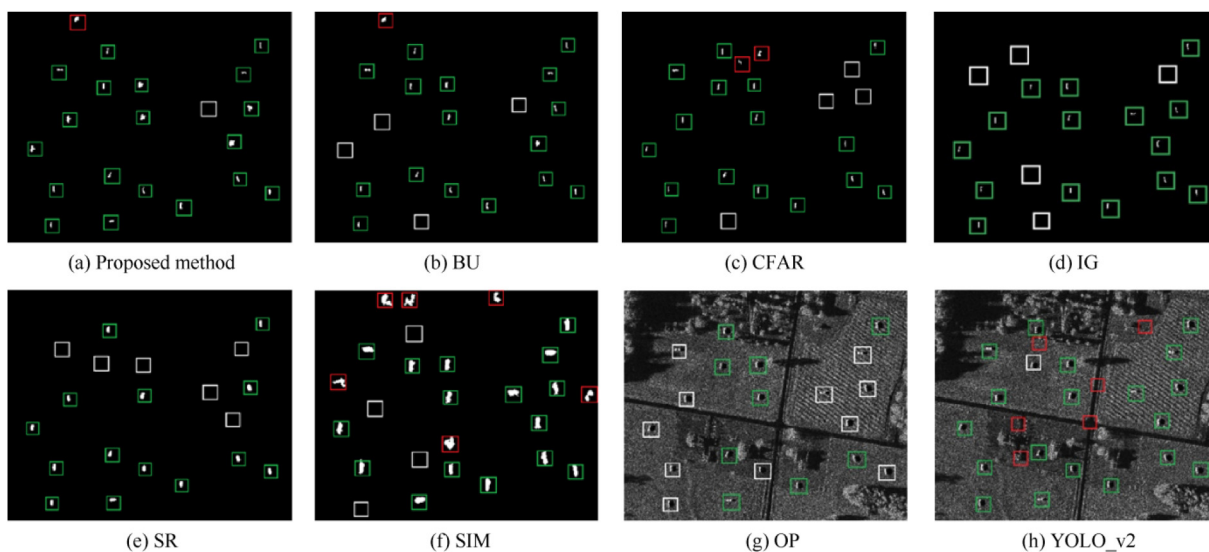 (a) Proposed method
(b) BU
(c) CFAR
(d) IG
(e) SR
(f) SIM
(g) OP
(h) YOLO_v2